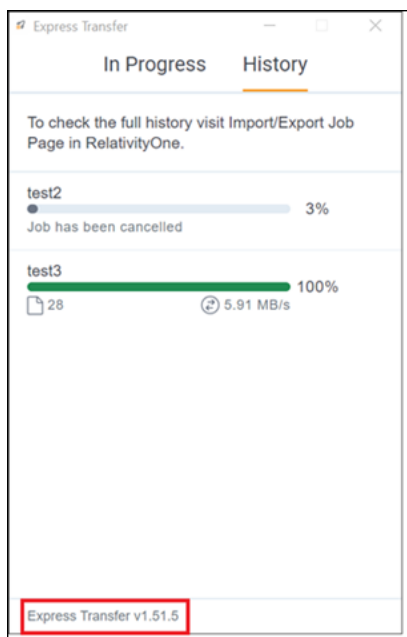 Express Transfer
In Progress History
To check the full history visit Import/Export Job
Page in RelativityOne.
test2
3%
Job has been cancelled
test3
100%
28 5.91 MB/s
Express Transfer v1.51.5